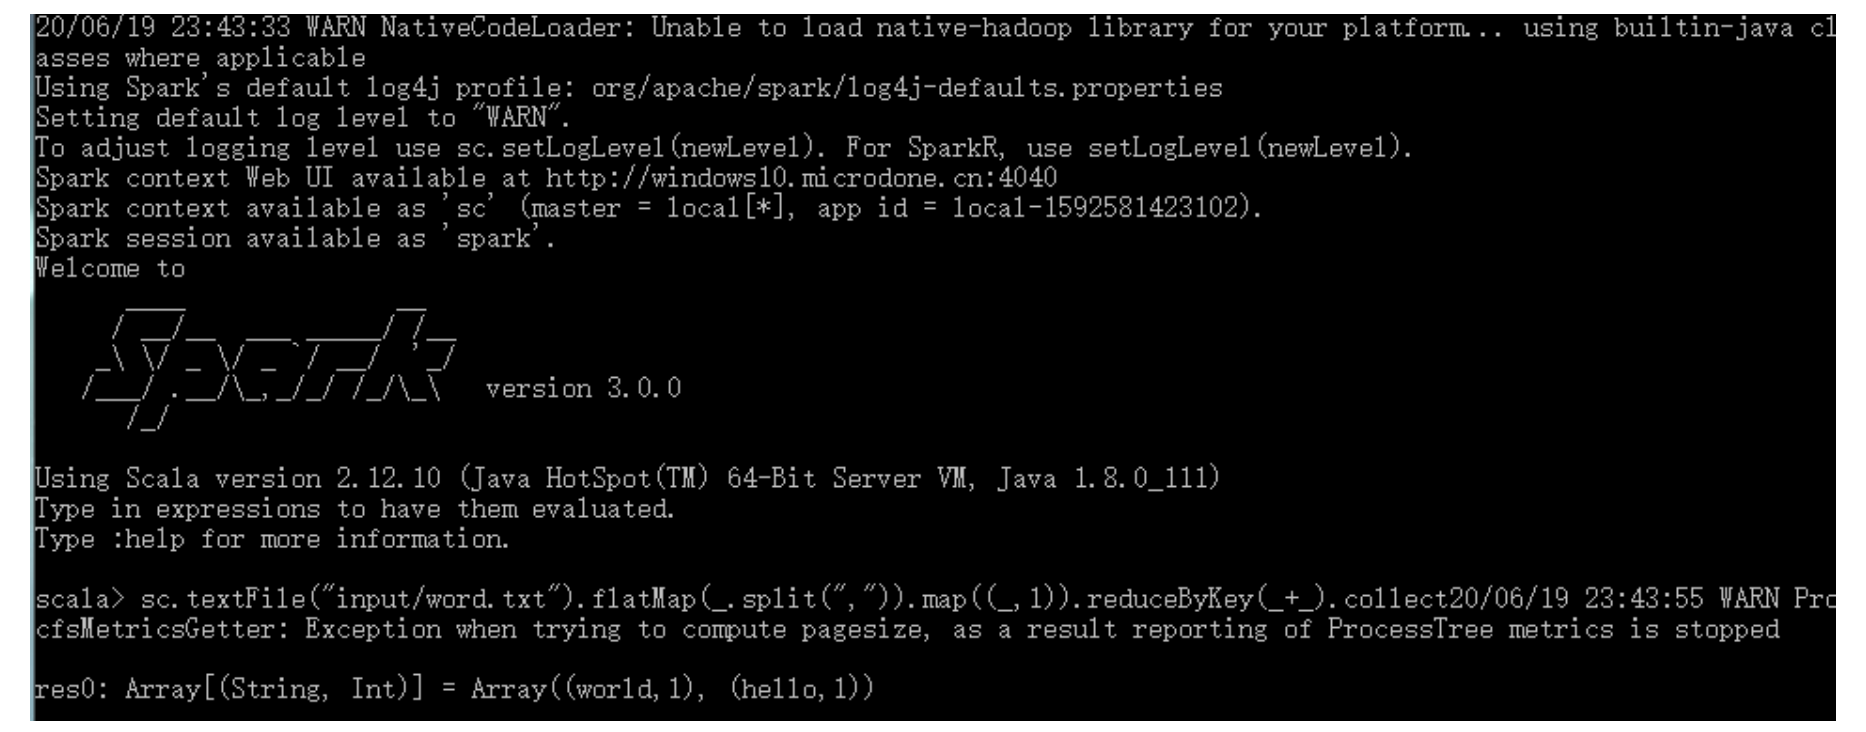 20/06/19 23:43:33 WARN NativeCodeLoader: Unable to load native-hadoop library for your platform... using builtin-java cl
asses where applicable
Using Spark's default log4j profile: org/apache/spark/log4j-defaults.properties
Setting default log level to "WARN".
To adjust logging level use sc.setLogLevel(newLevel). For SparkR, use setLogLevel(newLevel).
Spark context Web UI available at http://windows10.microdone.cn:4040
Spark context available as 'sc' (master = local[*], app id = local-1592581423102).
Spark session available as 'spark'.
Welcome to
Spark version 3.0.0
Using Scala version 2.12.10 (Java HotSpot(TM) 64-Bit Server VM, Java 1.8.0_111)
Type in expressions to have them evaluated.
Type :help for more information.
scala> sc.textFile("input/word.txt").flatMap(_.split(",")).map((_,1)).reduceByKey(_+_).collect20/06/19 23:43:55 WARN Pro
cfsMetricsGetter: Exception when trying to compute pagesize, as a result reporting of ProcessTree metrics is stopped
res0: Array[(String, Int)] = Array((world,1), (hello,1))